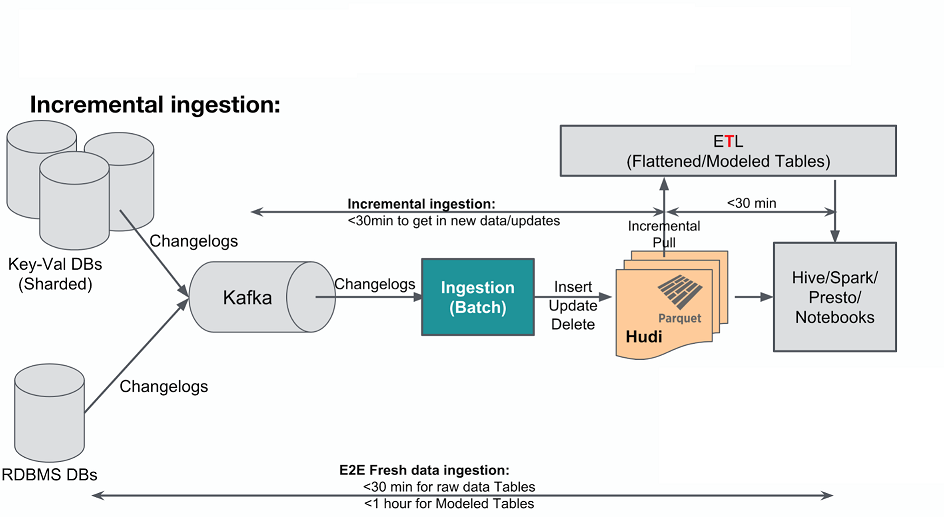 Incremental ingestion:
ETL
(Flattened/Modeled Tables)
Incremental ingestion:
<30min to get in new data/updates
<30 min
Incremental
Pull
Changelogs
Key-Val DBs
(Sharded)
Kafka
Changelogs
Ingestion
(Batch)
Insert
Update
Delete
Parquet
Hudi
Hive/Spark/
Presto/
Notebooks
Changelogs
RDBMS DBs
E2E Fresh data ingestion:
<30 min for raw data Tables
<1 hour for Modeled Tables